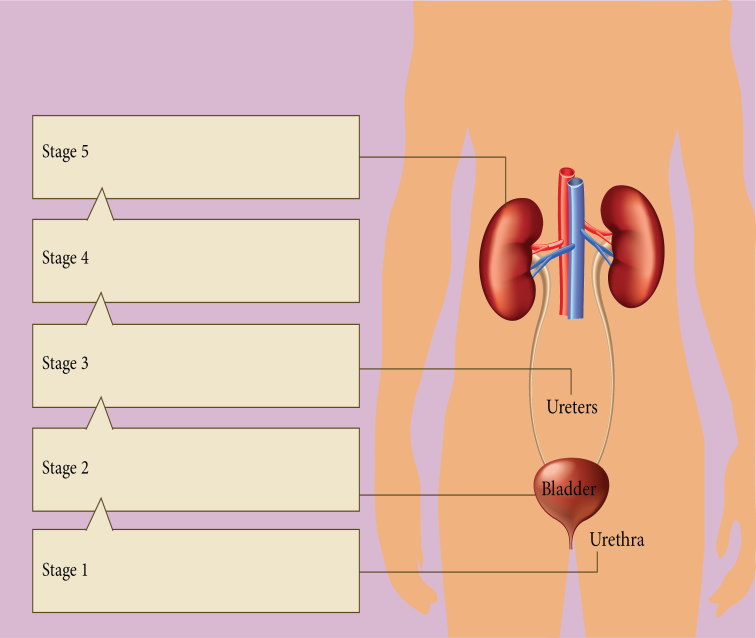 Stage 5
Stage 4
Stage 3
Ureters
Stage 2
Bladder
Urethra
Stage 1